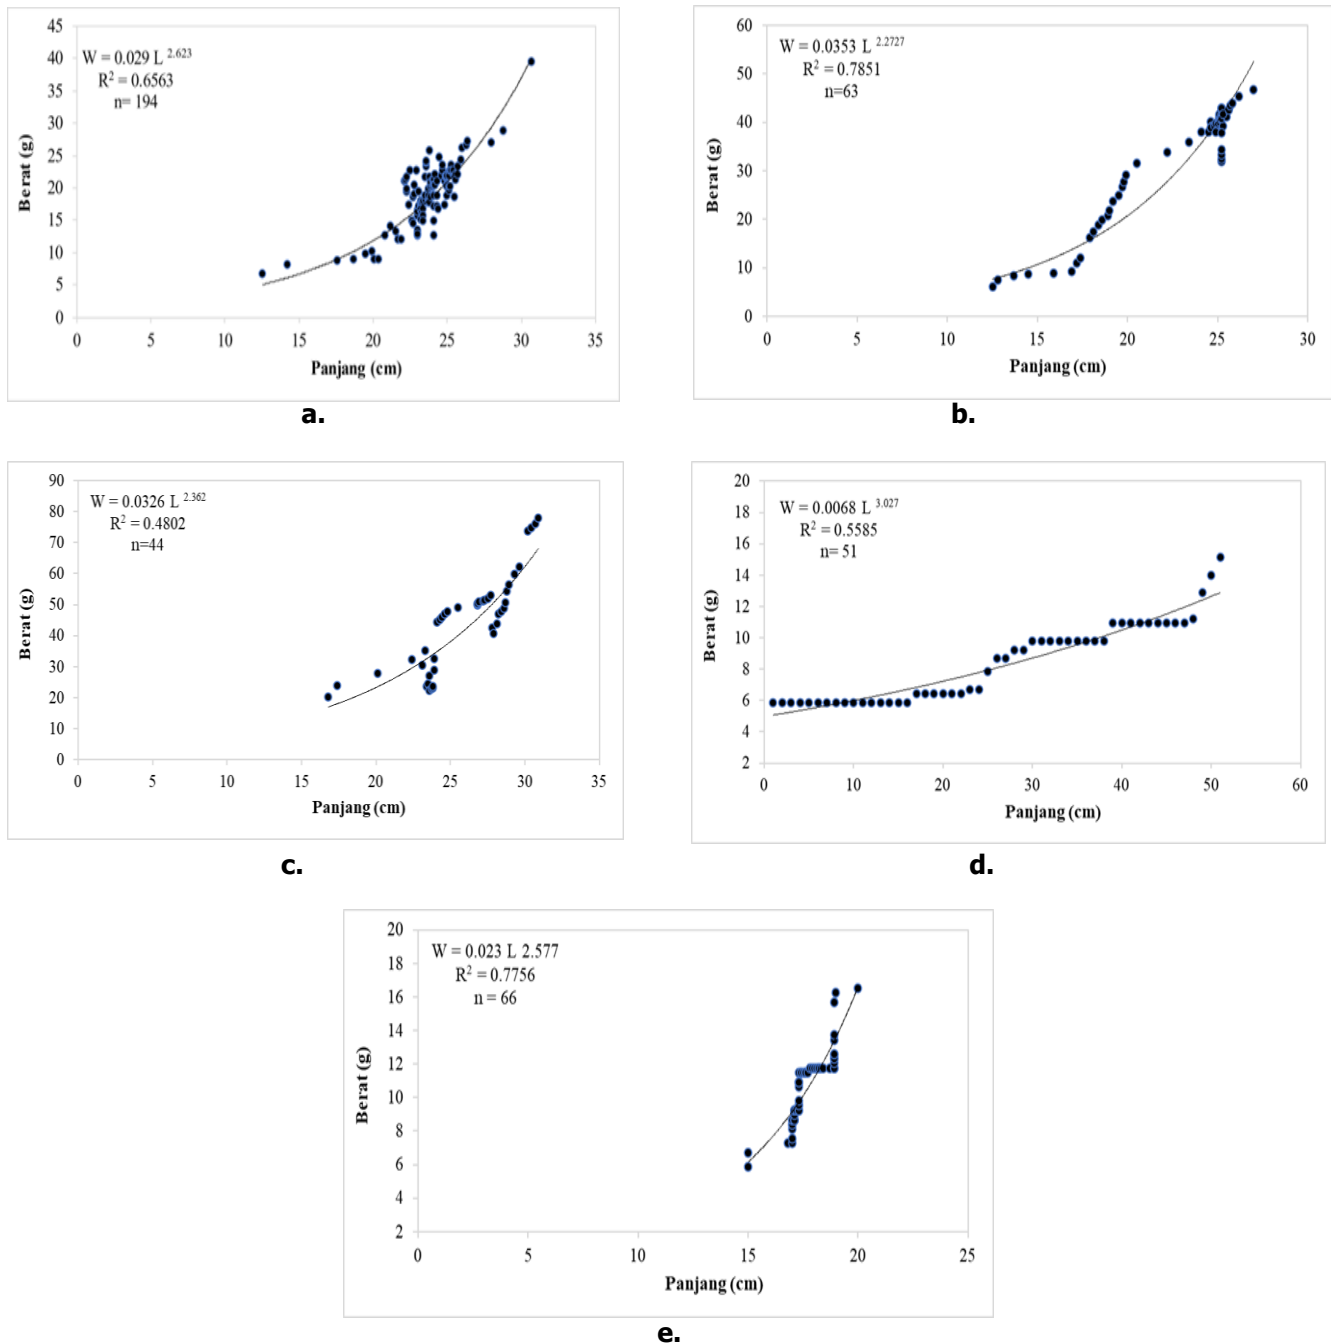 45
40
35
30
25
20
15
10
5
0
W = 0.029 L 2.623
R2 = 0.6563
n= 194
Berat (g)
0 5 10 15 20 25 30 35
Panjang (cm)
a.
60
50
40
30
20
10
0
W = 0.0353 L 2.2727
R2 = 0.7851
n=63
Berat (g)
0 5 10 15 20 25 30
Panjang (cm)
b.
90
80
70
60
50
40
30
20
10
0
W = 0.0326 L 2.362
R2 = 0.4802
n=44
Berat (g)
0 5 10 15 20 25 30 35
Panjang (cm)
c.
20
18
16
14
12
10
8
6
4
2
W = 0.0068 L 3.027
R2 = 0.5585
n= 51
Berat (g)
0 10 20 30 40 50 60
Panjang (cm)
d.
20
18
16
14
12
10
8
6
4
2
W = 0.023 L 2.577
R2 = 0.7756
n = 66
Berat (g)
0 5 10 15 20 25
Panjang (cm)
e.